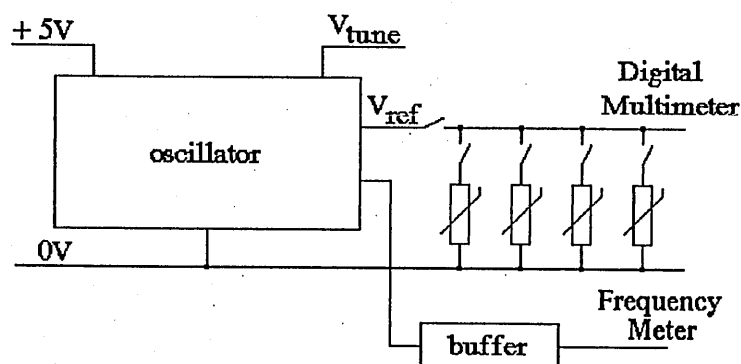 + 5V
Vtune
Digital
Multimeter
Vref
oscillator
0V
Frequency
Meter
buffer